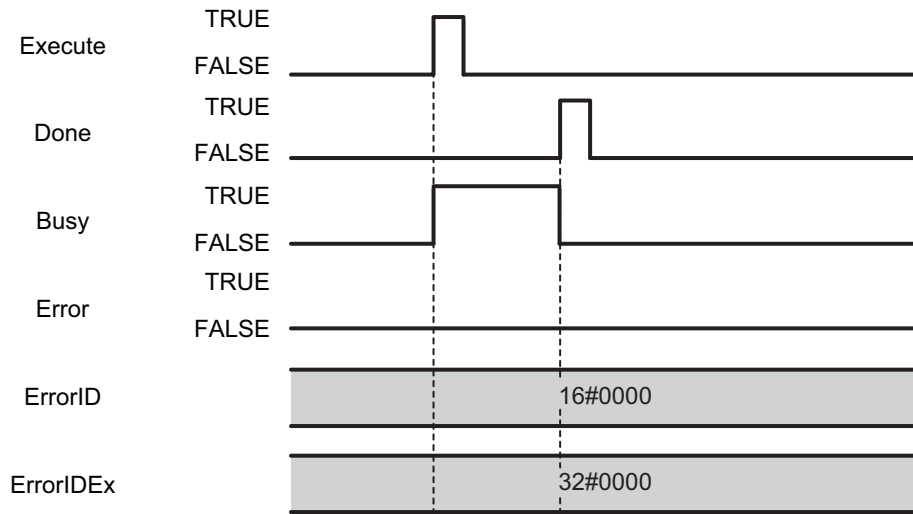 TRUE
Execute
FALSE
TRUE
Done
FALSE
TRUE
Busy
FALSE
TRUE
Error
FALSE
ErrorID
16#0000
ErrorIDEx
32#0000